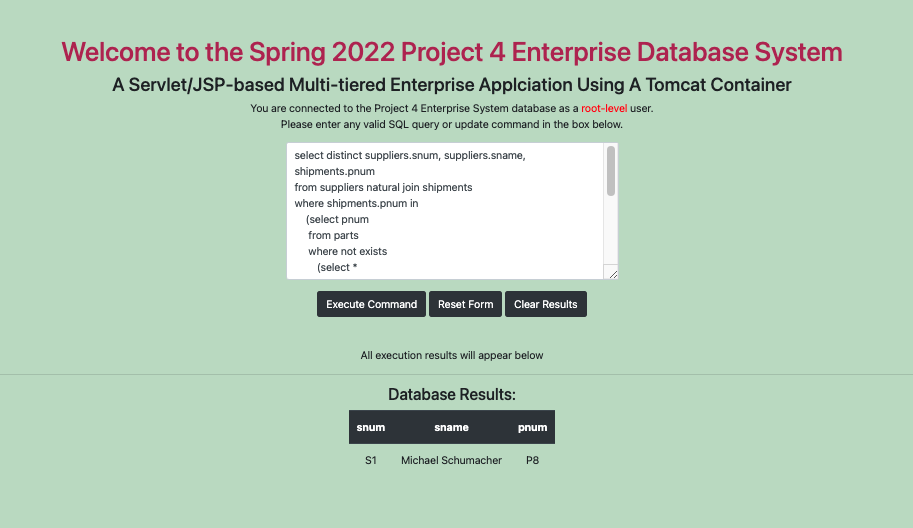 Welcome to the Spring 2022 Project 4 Enterprise Database System
A Servlet/JSP-based Multi-tiered Enterprise Applciation Using A Tomcat Container
You are connected to the Project 4 Enterprise System database as a root-level user.
Please enter any valid SQL query or update command in the box below.
select distinct suppliers.snum, suppliers.sname,
shipments.pnum
from suppliers natural join shipments
where shipments.pnum in
(select pnum
from parts
where not exists
(select *
Execute Command Reset Form Clear Results
All execution results will appear below
Database Results:
snum sname pnum
S1 Michael Schumacher P8